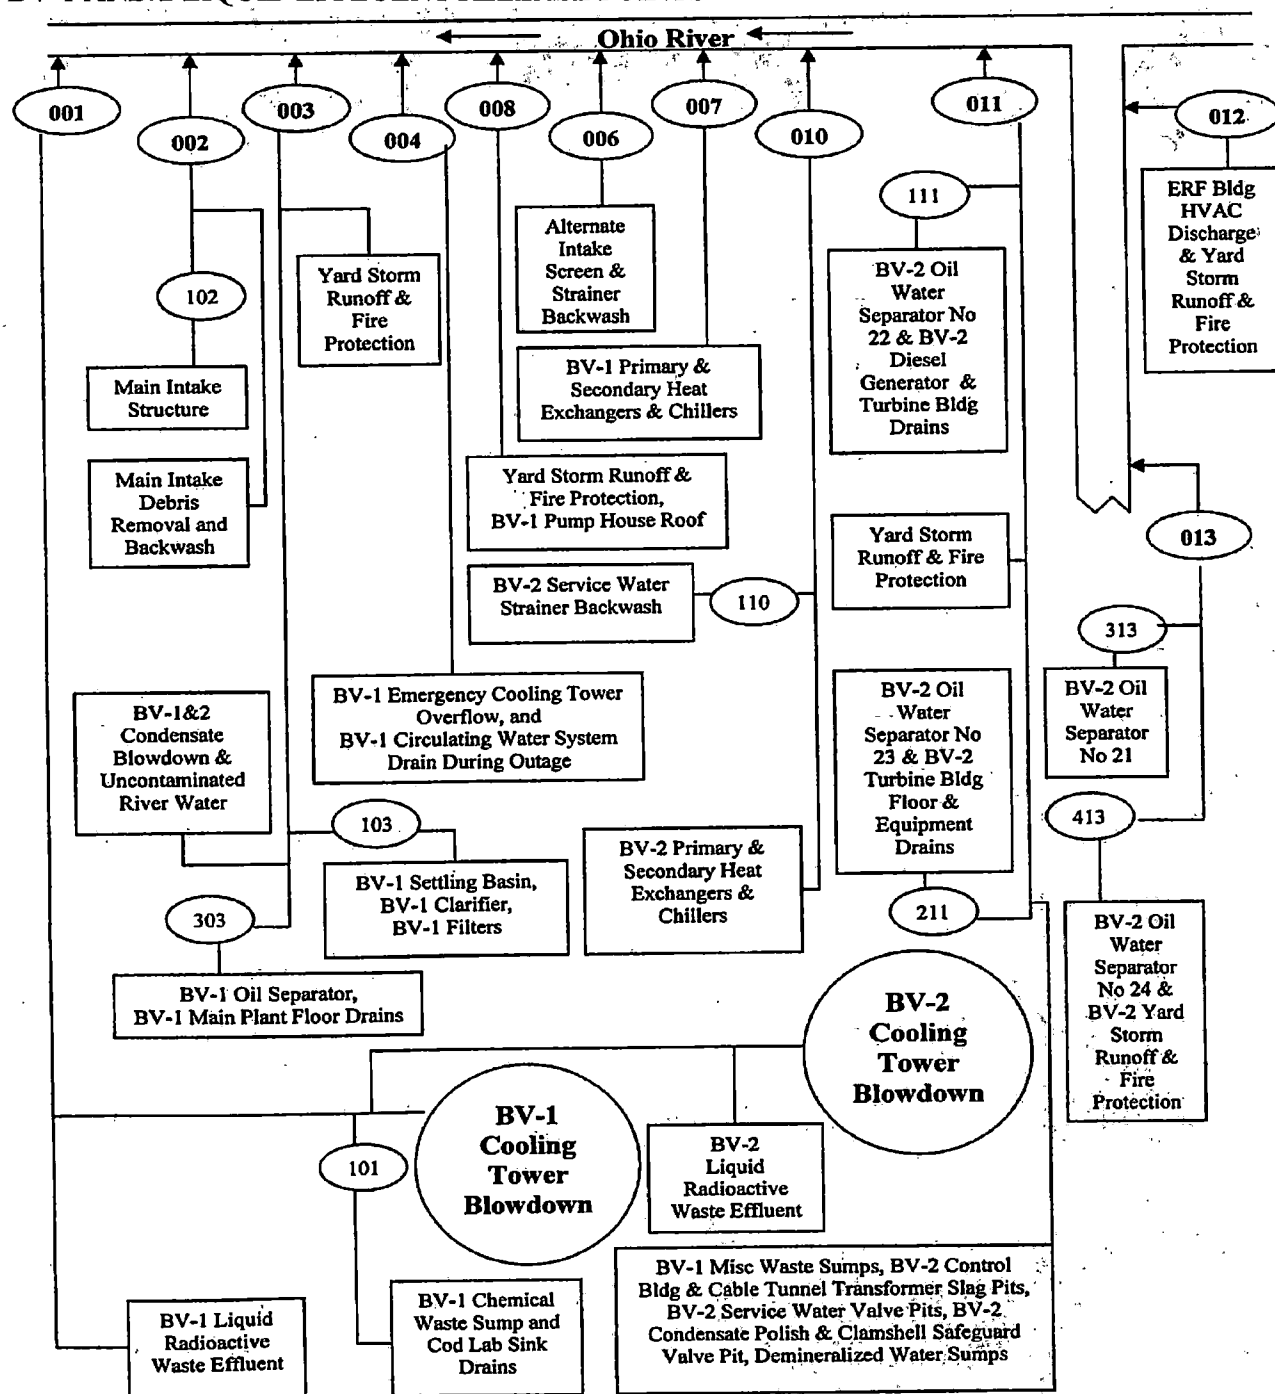 Ohio River
001
002
003
004
008
006
007
010
011
012
102
111
Yard Storm
Runoff &
Fire
Protection
Alternate
Intake
Screen &
Strainer
Backwash
BV-2 Oil
Water
Separator No
22 & BV-2
Diesel
Generator &
Turbine Bldg
Drains
ERF Bldg
HVAC
Discharge
& Yard
Storm
Runoff &
Fire
Protection
Main Intake
Structure
BV-1 Primary &
Secondary Heat
Exchangers & Chillers
Main Intake
Debris
Removal and
Backwash
Yard Storm Runoff &
Fire Protection,
BV-1 Pump House Roof
013
BV-2 Service Water
Strainer Backwash
110
Yard Storm
Runoff & Fire
Protection
313
BV-1&2
Condensate
Blowdown &
Uncontaminated
River Water
BV-1 Emergency Cooling Tower
Overflow, and
BV-1 Circulating Water System
Drain During Outage
BV-2 Oil
Water
Separator No
23 & BV-2
Turbine Bldg
Floor &
Equipment
Drains
BV-2 Oil
Water
Separator
No 21
103
413
BV-1 Settling Basin,
BV-1 Clarifier,
BV-1 Filters
BV-2 Primary &
Secondary Heat
Exchangers &
Chillers
303
211
BV-2 Oil
Water
Separator
No 24 &
BV-2 Yard
Storm
Runoff &
Fire
Protection
BV-1 Oil Separator,
BV-1 Main Plant Floor Drains
BV-2
Cooling
Tower
Blowdown
BV-1
Cooling
Tower
Blowdown
101
BV-2
Liquid
Radioactive
Waste Effluent
BV-1 Liquid
Radioactive
Waste Effluent
BV-1 Chemical
Waste Sump and
Cod Lab Sink
Drains
BV-1 Misc Waste Sumps, BV-2 Control
Bldg & Cable Tunnel Transformer Slag Pits,
BV-2 Service Water Valve Pits, BV-2
Condensate Polish & Clamshell Safeguard
Valve Pit, Demineralized Water Sumps